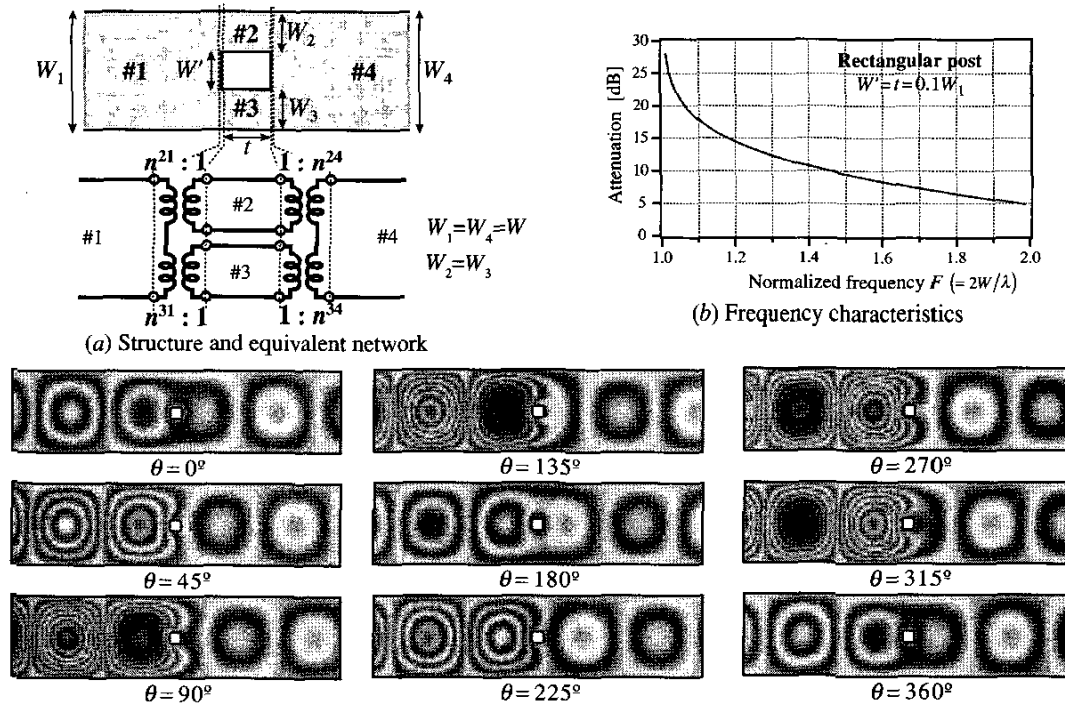 #2
W₂
W₁
#1
W'
#4
W₄
#3
W₃
t
n²¹ : 1
1 : n²⁴
#2
#1
#4
#3
W₁=W₄=W
W₂=W₃
n³¹ : 1
1 : n³⁴
(a) Structure and equivalent network
Attenuation [dB]
30
25
20
15
10
5
0
Rectangular post
W'=t=0.1W₁
1.0
1.2
1.4
1.6
1.8
2.0
Normalized frequency F (=2W/λ)
(b) Frequency characteristics
θ=0º
θ=135º
θ=270º
θ=45º
θ=180º
θ=315º
θ=90º
θ=225º
θ=360º